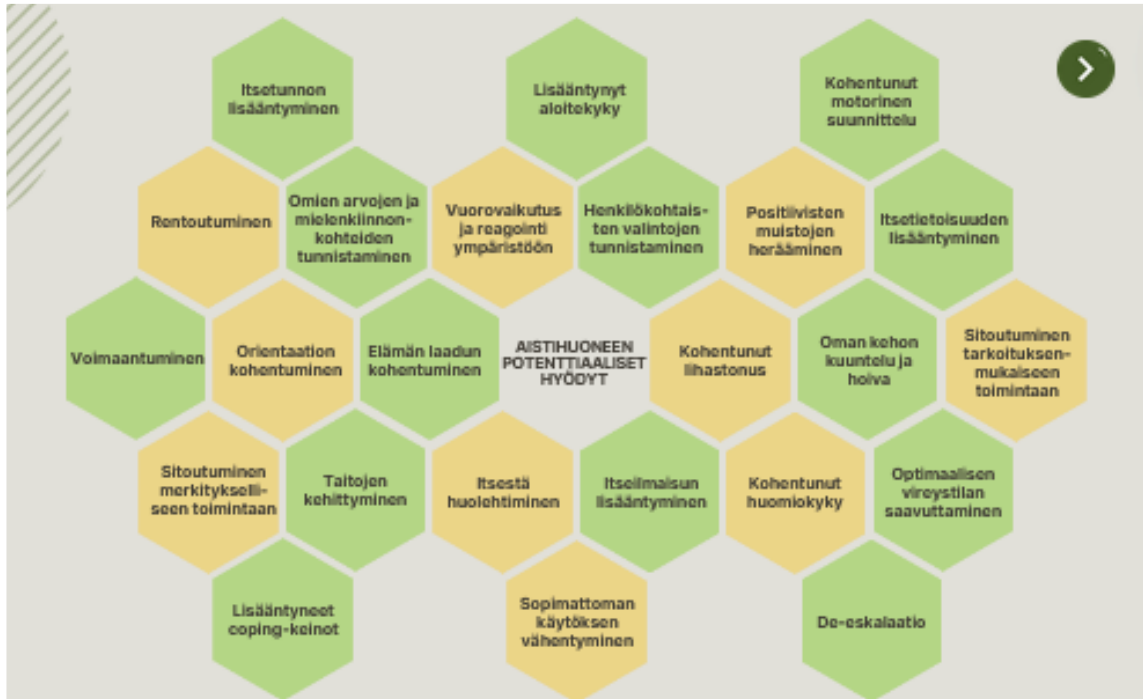 Itsetunnon
lisääntyminen
Lisääntynyt
aloitekyky
Kohentunut
motorinen
suunnittelu
Rentoutuminen
Omien arvojen ja
mielenkiinnon-
kohteiden
tunnistaminen
Vuorovaikutus
ja reagointi
ympäristöön
Henkilökohtais-
ten valintojen
tunnistaminen
Positiivisten
muistojen
herääminen
Itsetietoisuuden
lisääntyminen
Voimaantuminen
Orientaation
kohentuminen
Elämän laadun
kohentuminen
AISTIHUONEEN
POTENTTIAALISET
HYÖDYT
Kohentunut
lihastonus
Oman kehon
kuuntelu ja
hoiva
Sitoutuminen
tarkoituksen-
mukaiseen
toimintaan
Sitoutuminen
merkitykselli-
seen toimintaan
Taitojen
kehittyminen
Itsestä
huolehtiminen
Itseilmaisun
lisääntyminen
Kohentunut
huomiokyky
Optimaalisen
vireystilan
saavuttaminen
Lisääntyneet
coping-keinot
Sopimattoman
käytöksen
vähentyminen
De-eskalaatio